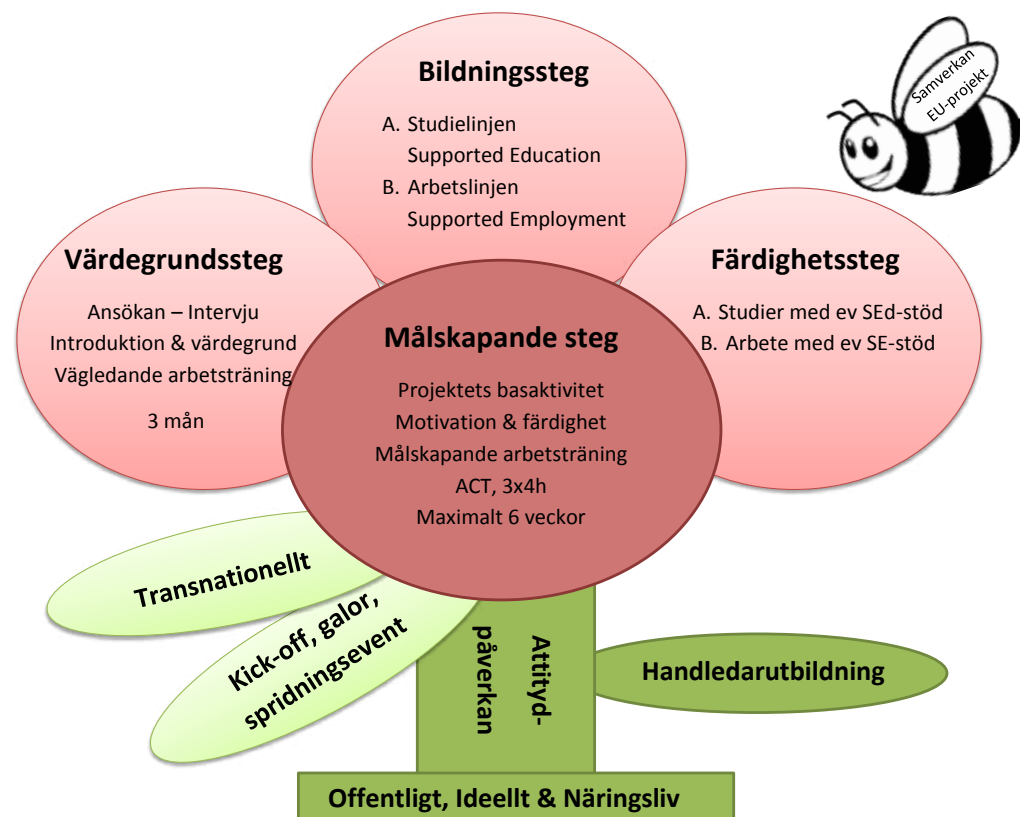 Bildningssteg
A. Studielinjen
Supported Education
B. Arbetslinjen
Supported Employment
Samverkan
EU-projekt
Värdegrundssteg
Ansökan – Intervju
Introduktion & värdegrund
Vägledande arbetsträning
3 mån
Målskapande steg
Projektets basaktivitet
Motivation & färdighet
Målskapande arbetsträning
ACT, 3x4h
Maximalt 6 veckor
Färdighetssteg
A. Studier med ev SEd-stöd
B. Arbete med ev SE-stöd
Transnationellt
Kick-off, galor,
spridningsevent
Attityd-
påverkan
Handledarutbildning
Offentligt, Ideellt & Näringsliv